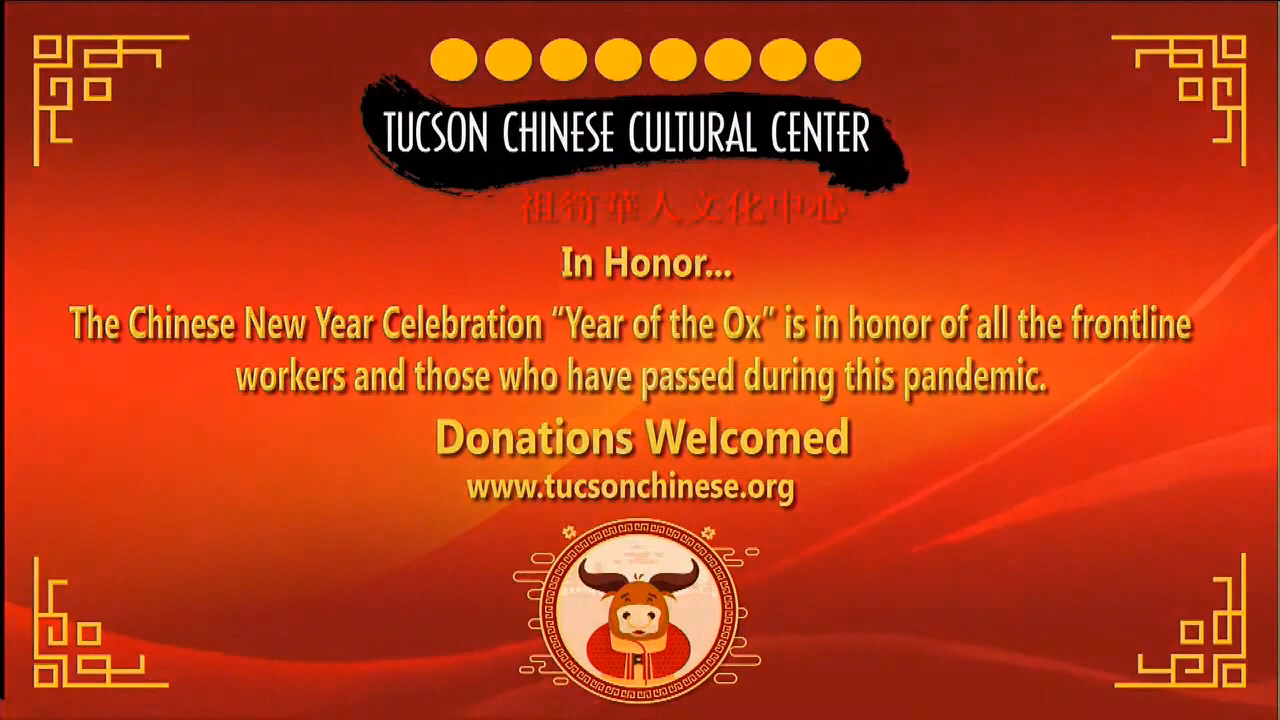 TUCSON CHINESE CULTURAL CENTER
祖筍華人文化中心
In Honor...
The Chinese New Year Celebration “Year of the Ox” is in honor of all the frontline
workers and those who have passed during this pandemic.
Donations Welcomed
www.tucsonchinese.org